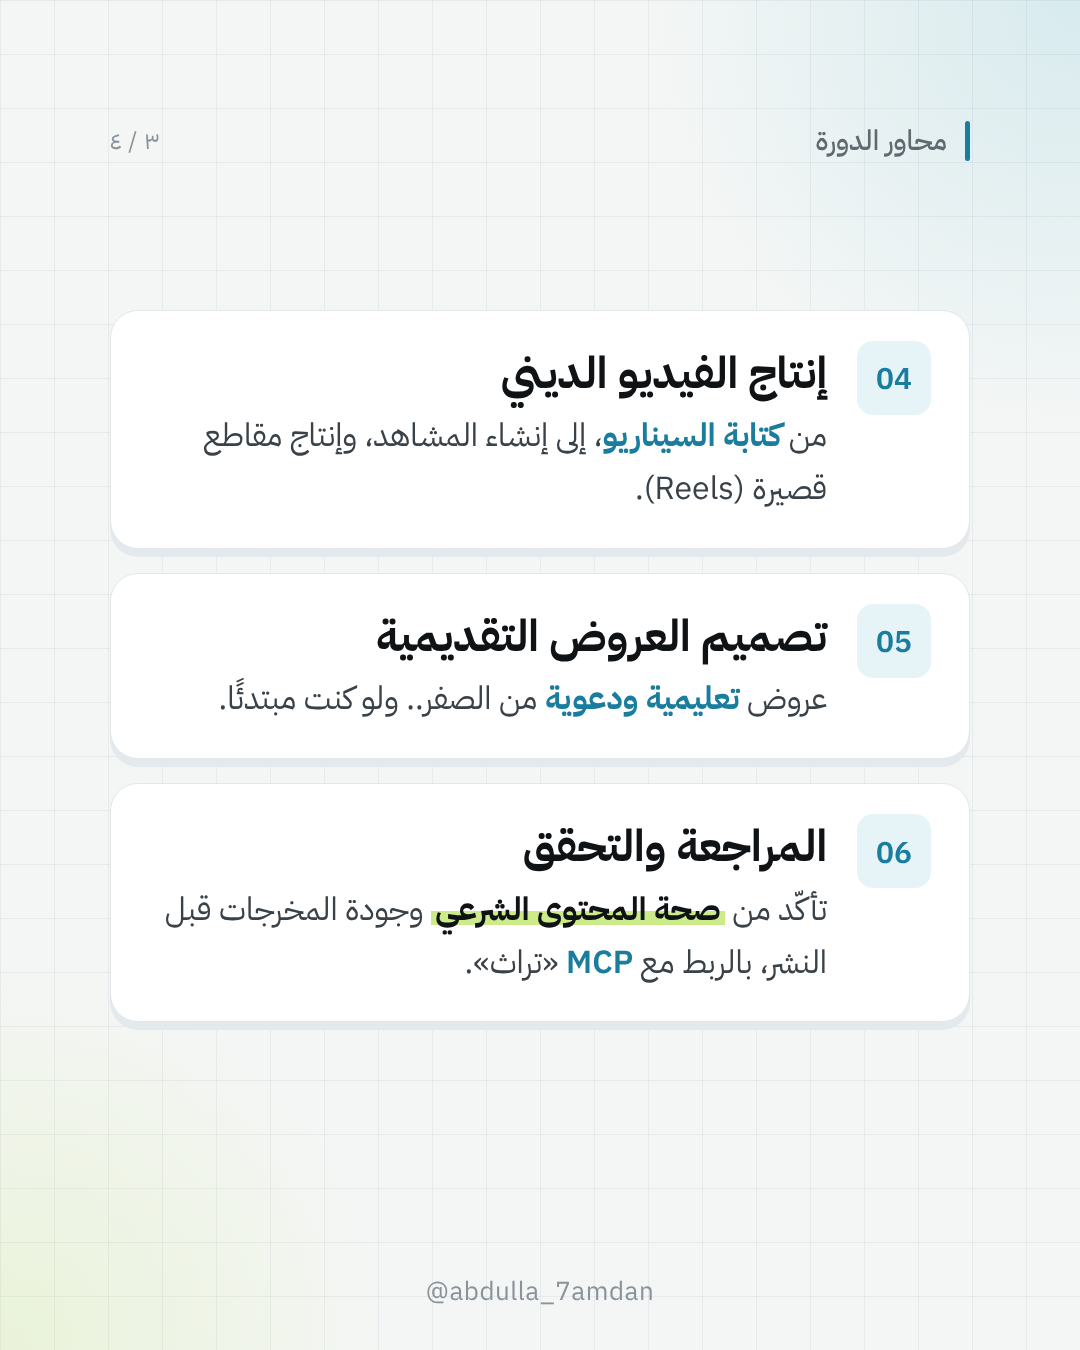 محاور الدورة
٣ / ٤
04
إنتاج الفيديو الديني
من كتابة السيناريو، إلى إنشاء المشاهد، وإنتاج مقاطع
قصيرة (Reels).
05
تصميم العروض التقديمية
عروض تعليمية ودعوية من الصفر.. ولو كنت مبتدئًا.
06
المراجعة والتحقق
تأكّد من صحة المحتوى الشرعي وجودة المخرجات قبل
النشر، بالربط مع MCP «تراث».
@abdulla_7amdan